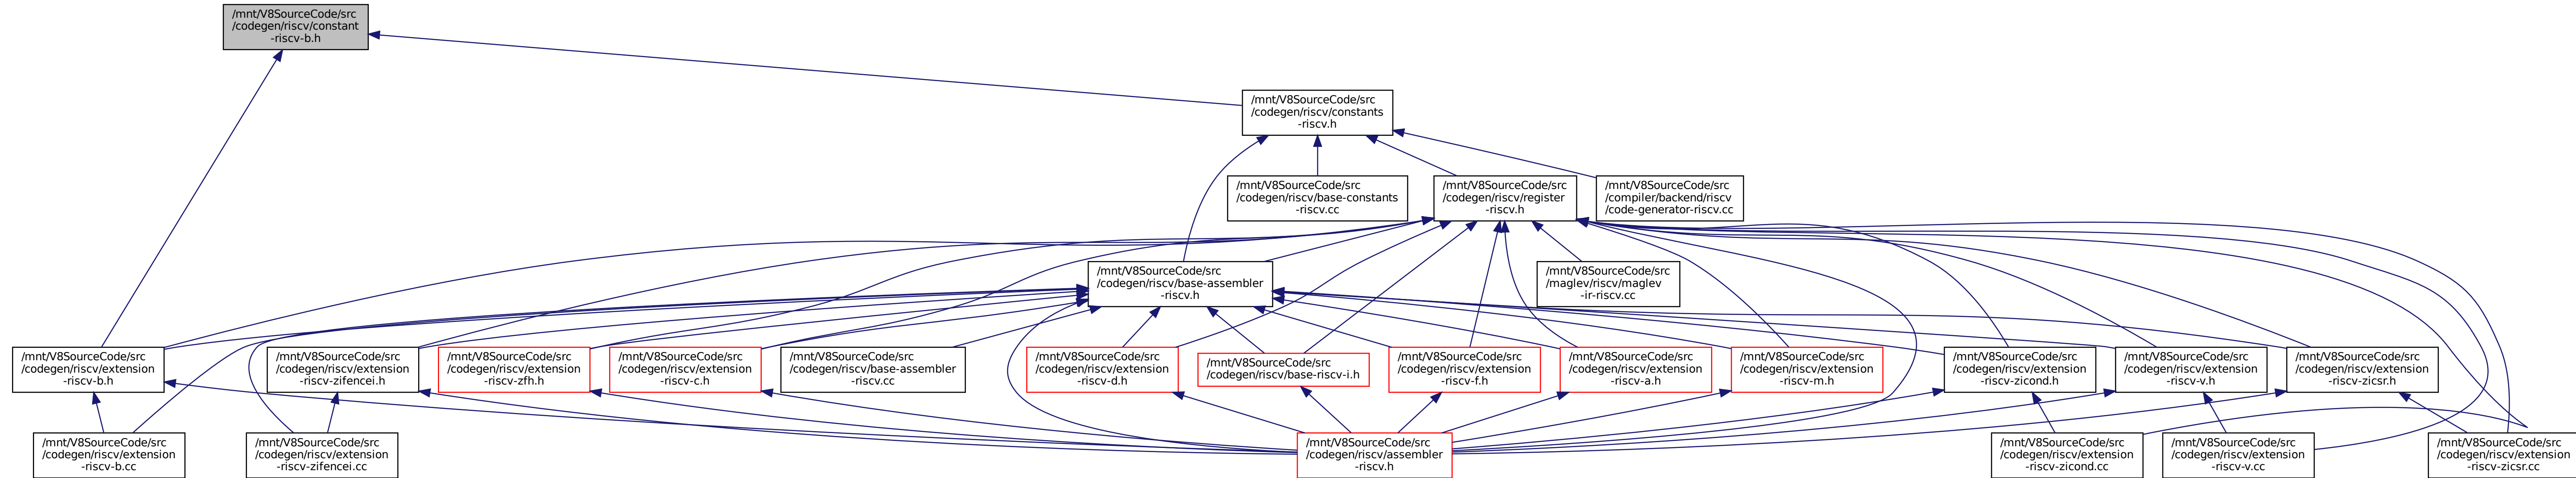 /mnt/V8SourceCode/src
/codegen/riscv/constant
-riscv-b.h
/mnt/V8SourceCode/src
/codegen/riscv/constants
-riscv.h
/mnt/V8SourceCode/src
/codegen/riscv/base-constants
-riscv.cc
/mnt/V8SourceCode/src
/codegen/riscv/register
-riscv.h
/mnt/V8SourceCode/src
/compiler/backend/riscv
/code-generator-riscv.cc
/mnt/V8SourceCode/src
/codegen/riscv/base-assembler
-riscv.h
/mnt/V8SourceCode/src
/maglev/riscv/maglev
-ir-riscv.cc
/mnt/V8SourceCode/src
/codegen/riscv/extension
-riscv-b.h
/mnt/V8SourceCode/src
/codegen/riscv/extension
-riscv-zifencei.h
/mnt/V8SourceCode/src
/codegen/riscv/extension
-riscv-zfh.h
/mnt/V8SourceCode/src
/codegen/riscv/extension
-riscv-c.h
/mnt/V8SourceCode/src
/codegen/riscv/base-assembler
-riscv.cc
/mnt/V8SourceCode/src
/codegen/riscv/extension
-riscv-d.h
/mnt/V8SourceCode/src
/codegen/riscv/base-riscv-i.h
/mnt/V8SourceCode/src
/codegen/riscv/extension
-riscv-f.h
/mnt/V8SourceCode/src
/codegen/riscv/extension
-riscv-a.h
/mnt/V8SourceCode/src
/codegen/riscv/extension
-riscv-m.h
/mnt/V8SourceCode/src
/codegen/riscv/extension
-riscv-zicond.h
/mnt/V8SourceCode/src
/codegen/riscv/extension
-riscv-v.h
/mnt/V8SourceCode/src
/codegen/riscv/extension
-riscv-zicsr.h
/mnt/V8SourceCode/src
/codegen/riscv/extension
-riscv-b.cc
/mnt/V8SourceCode/src
/codegen/riscv/extension
-riscv-zifencei.cc
/mnt/V8SourceCode/src
/codegen/riscv/assembler
-riscv.h
/mnt/V8SourceCode/src
/codegen/riscv/extension
-riscv-zicond.cc
/mnt/V8SourceCode/src
/codegen/riscv/extension
-riscv-v.cc
/mnt/V8SourceCode/src
/codegen/riscv/extension
-riscv-zicsr.cc